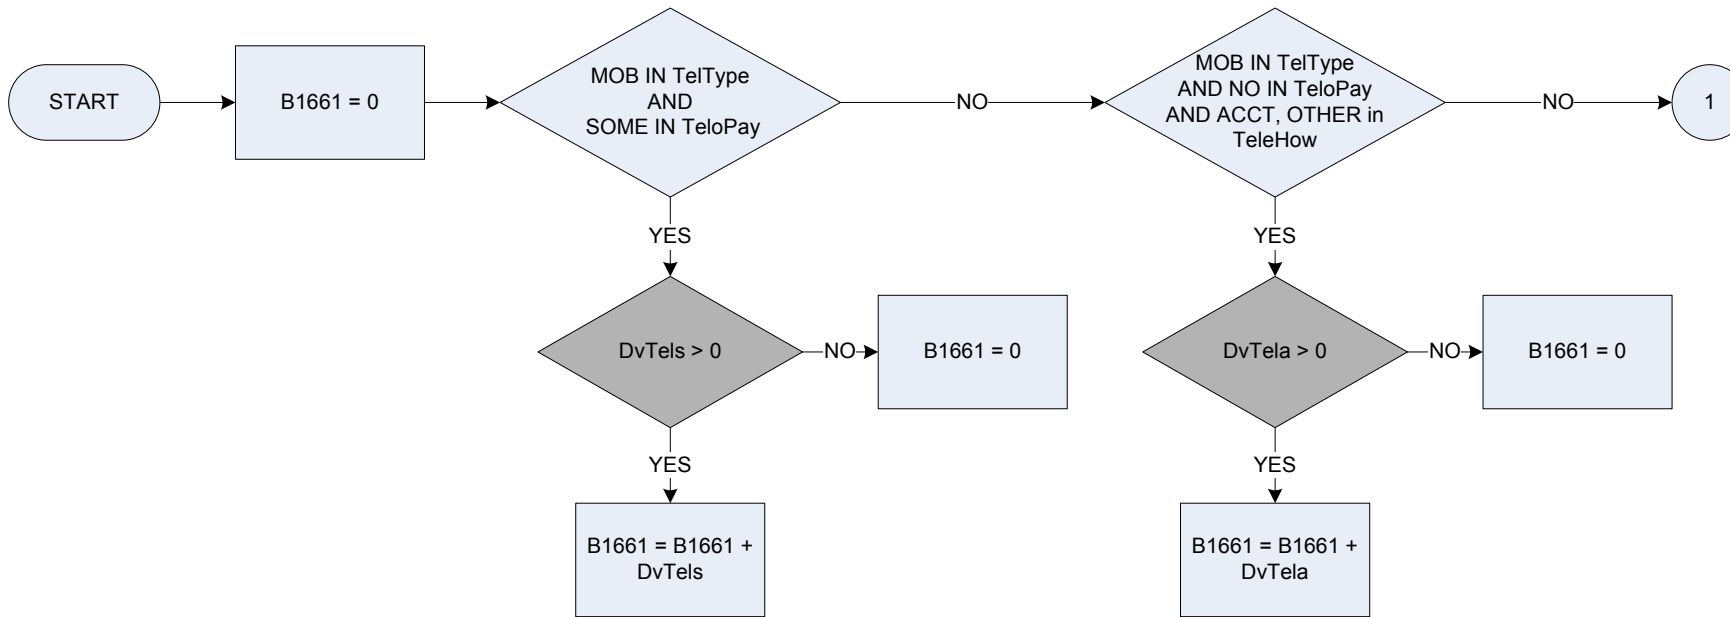 START
B1661 = 0
MOB IN TelType
AND
SOME IN TeloPay
NO
MOB IN TelType
AND NO IN TeloPay
AND ACCT, OTHER in
TeleHow
NO
1
YES
YES
DvTels > 0
NO
B1661 = 0
DvTela > 0
NO
B1661 = 0
YES
YES
B1661 = B1661 +
DvTels
B1661 = B1661 +
DvTela